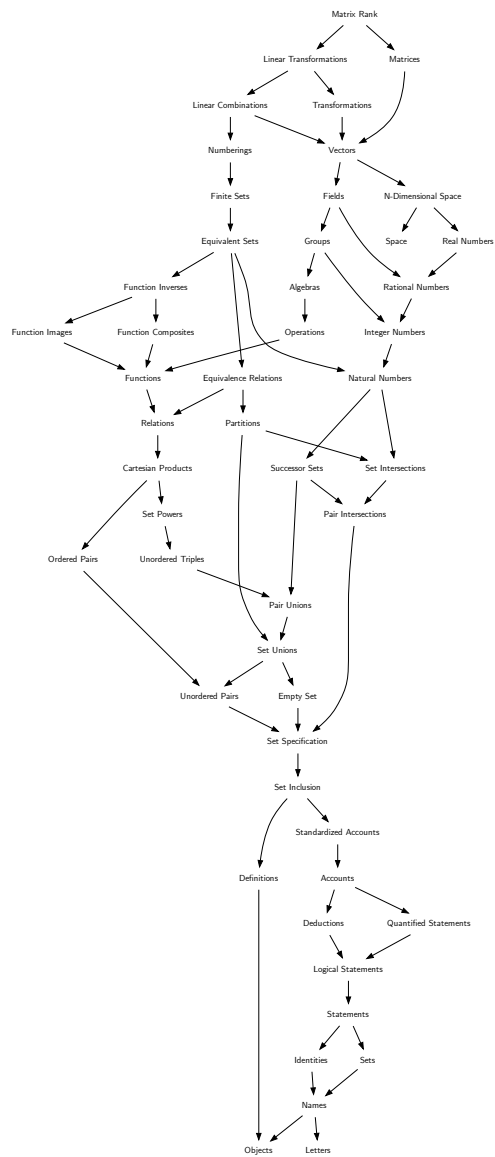 Matrix Rank
Linear Transformations
Matrices
Linear Combinations
Transformations
Numberings
Vectors
Finite Sets
Fields
N-Dimensional Space
Equivalent Sets
Groups
Space
Real Numbers
Function Inverses
Algebras
Rational Numbers
Function Images
Function Composites
Operations
Integer Numbers
Functions
Equivalence Relations
Natural Numbers
Relations
Partitions
Cartesian Products
Successor Sets
Set Intersections
Set Powers
Pair Intersections
Ordered Pairs
Unordered Triples
Pair Unions
Set Unions
Unordered Pairs
Empty Set
Set Specification
Set Inclusion
Standardized Accounts
Definitions
Accounts
Deductions
Quantified Statements
Logical Statements
Statements
Identities
Sets
Names
Objects
Letters